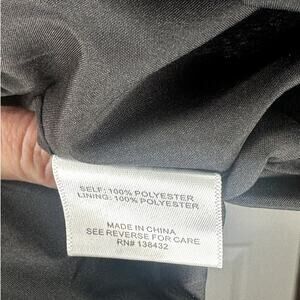 SELF: 100% POLYESTER
LINING: 100% POLYESTER
MADE IN CHINA
SEE REVERSE FOR CARE
RN# 138432